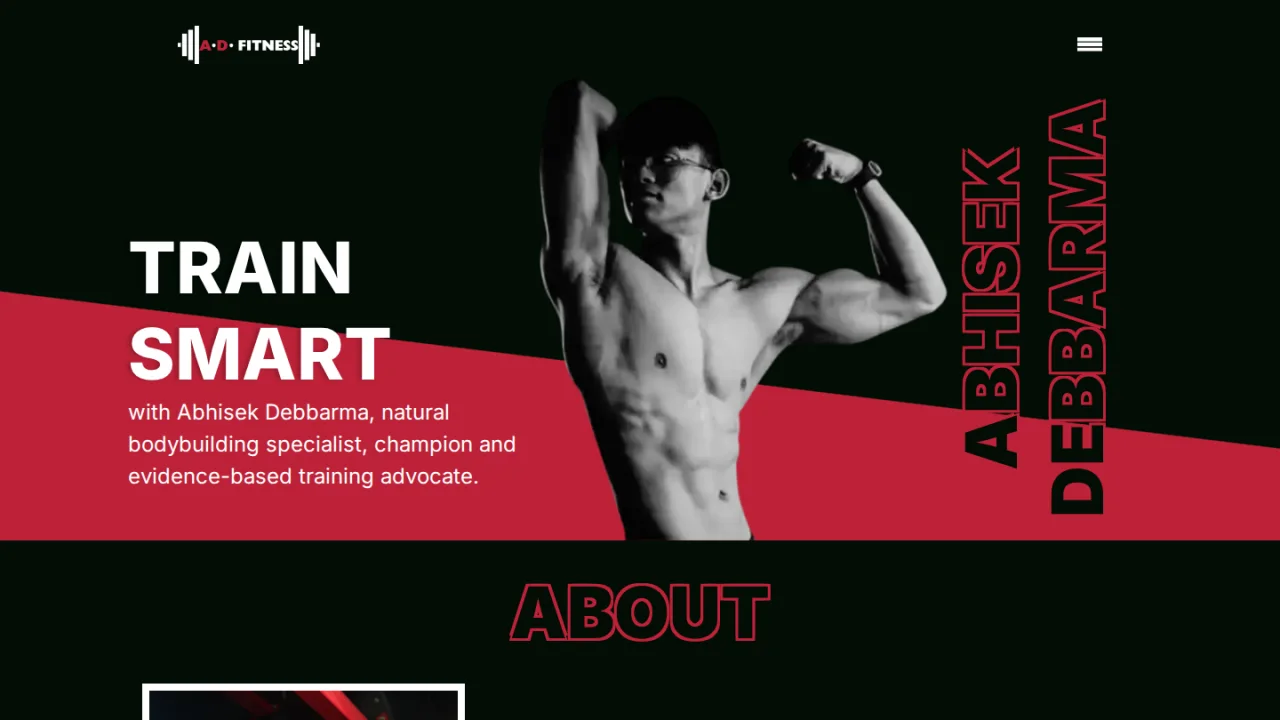 A·D· FITNESS
TRAIN
SMART
with Abhisek Debbarma, natural
bodybuilding specialist, champion and
evidence-based training advocate.
ABHISEK
DEBBARMA
ABOUT